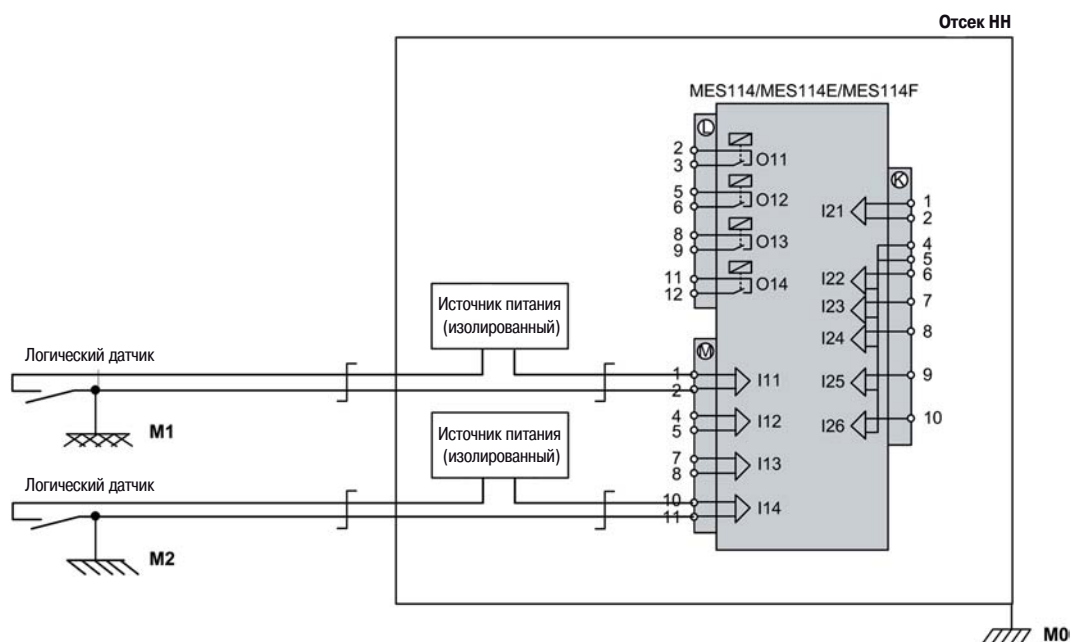 Отсек НН
MES114/MES114E/MES114F
L
2
3
O11
5
6
O12
8
9
O13
11
12
O14
K
I21
1
2
4
5
I22
6
I23
7
I24
8
I25
9
I26
10
Источник питания
(изолированный)
Логический датчик
M1
M
1
2
I11
4
5
I12
7
8
I13
10
11
I14
Источник питания
(изолированный)
Логический датчик
M2
M0